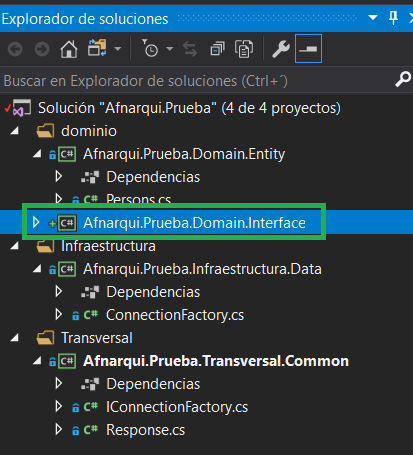 Explorador de soluciones
Buscar en Explorador de soluciones (Ctrl+´)
Solución "Afnarqui.Prueba" (4 de 4 proyectos)
dominio
Afnarqui.Prueba.Domain.Entity
Dependencias
Persons.cs
Afnarqui.Prueba.Domain.Interface
Infraestructura
Afnarqui.Prueba.Infraestructura.Data
Dependencias
ConnectionFactory.cs
Transversal
Afnarqui.Prueba.Transversal.Common
Dependencias
IConnectionFactory.cs
Response.cs